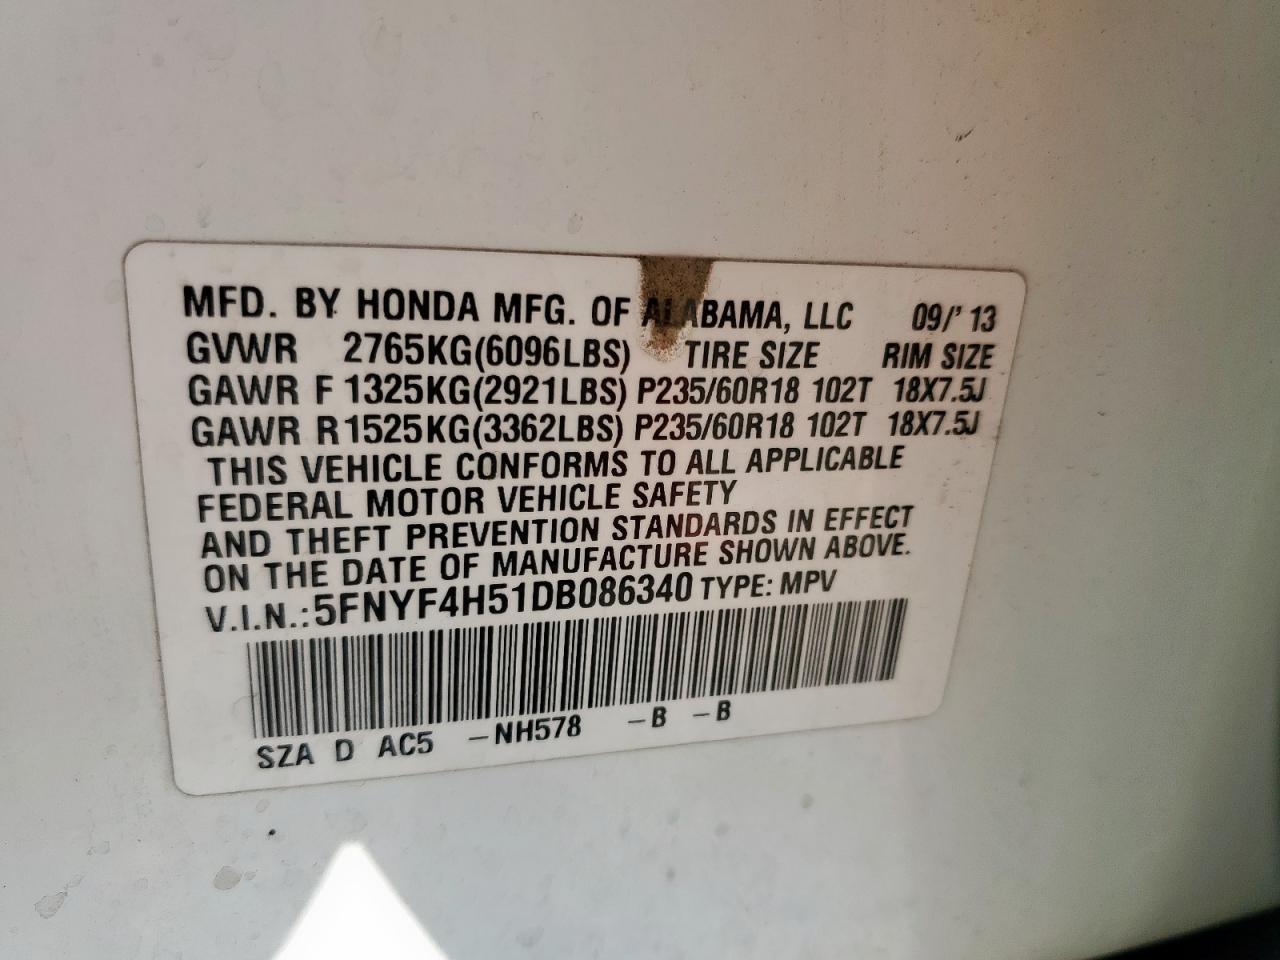 MFD. BY HONDA MFG. OF ALABAMA, LLC 09/' 13
GVWR 2765KG(6096LBS) TIRE SIZE RIM SIZE
GAWR F 1325KG(2921LBS) P235/60R18 102T 18X7.5J
GAWR R 1525KG(3362LBS) P235/60R18 102T 18X7.5J
THIS VEHICLE CONFORMS TO ALL APPLICABLE
FEDERAL MOTOR VEHICLE SAFETY
AND THEFT PREVENTION STANDARDS IN EFFECT
ON THE DATE OF MANUFACTURE SHOWN ABOVE.
V.I.N.: 5FNYF4H51DB086340 TYPE: MPV
SZA D AC5 -NH578 -B -B